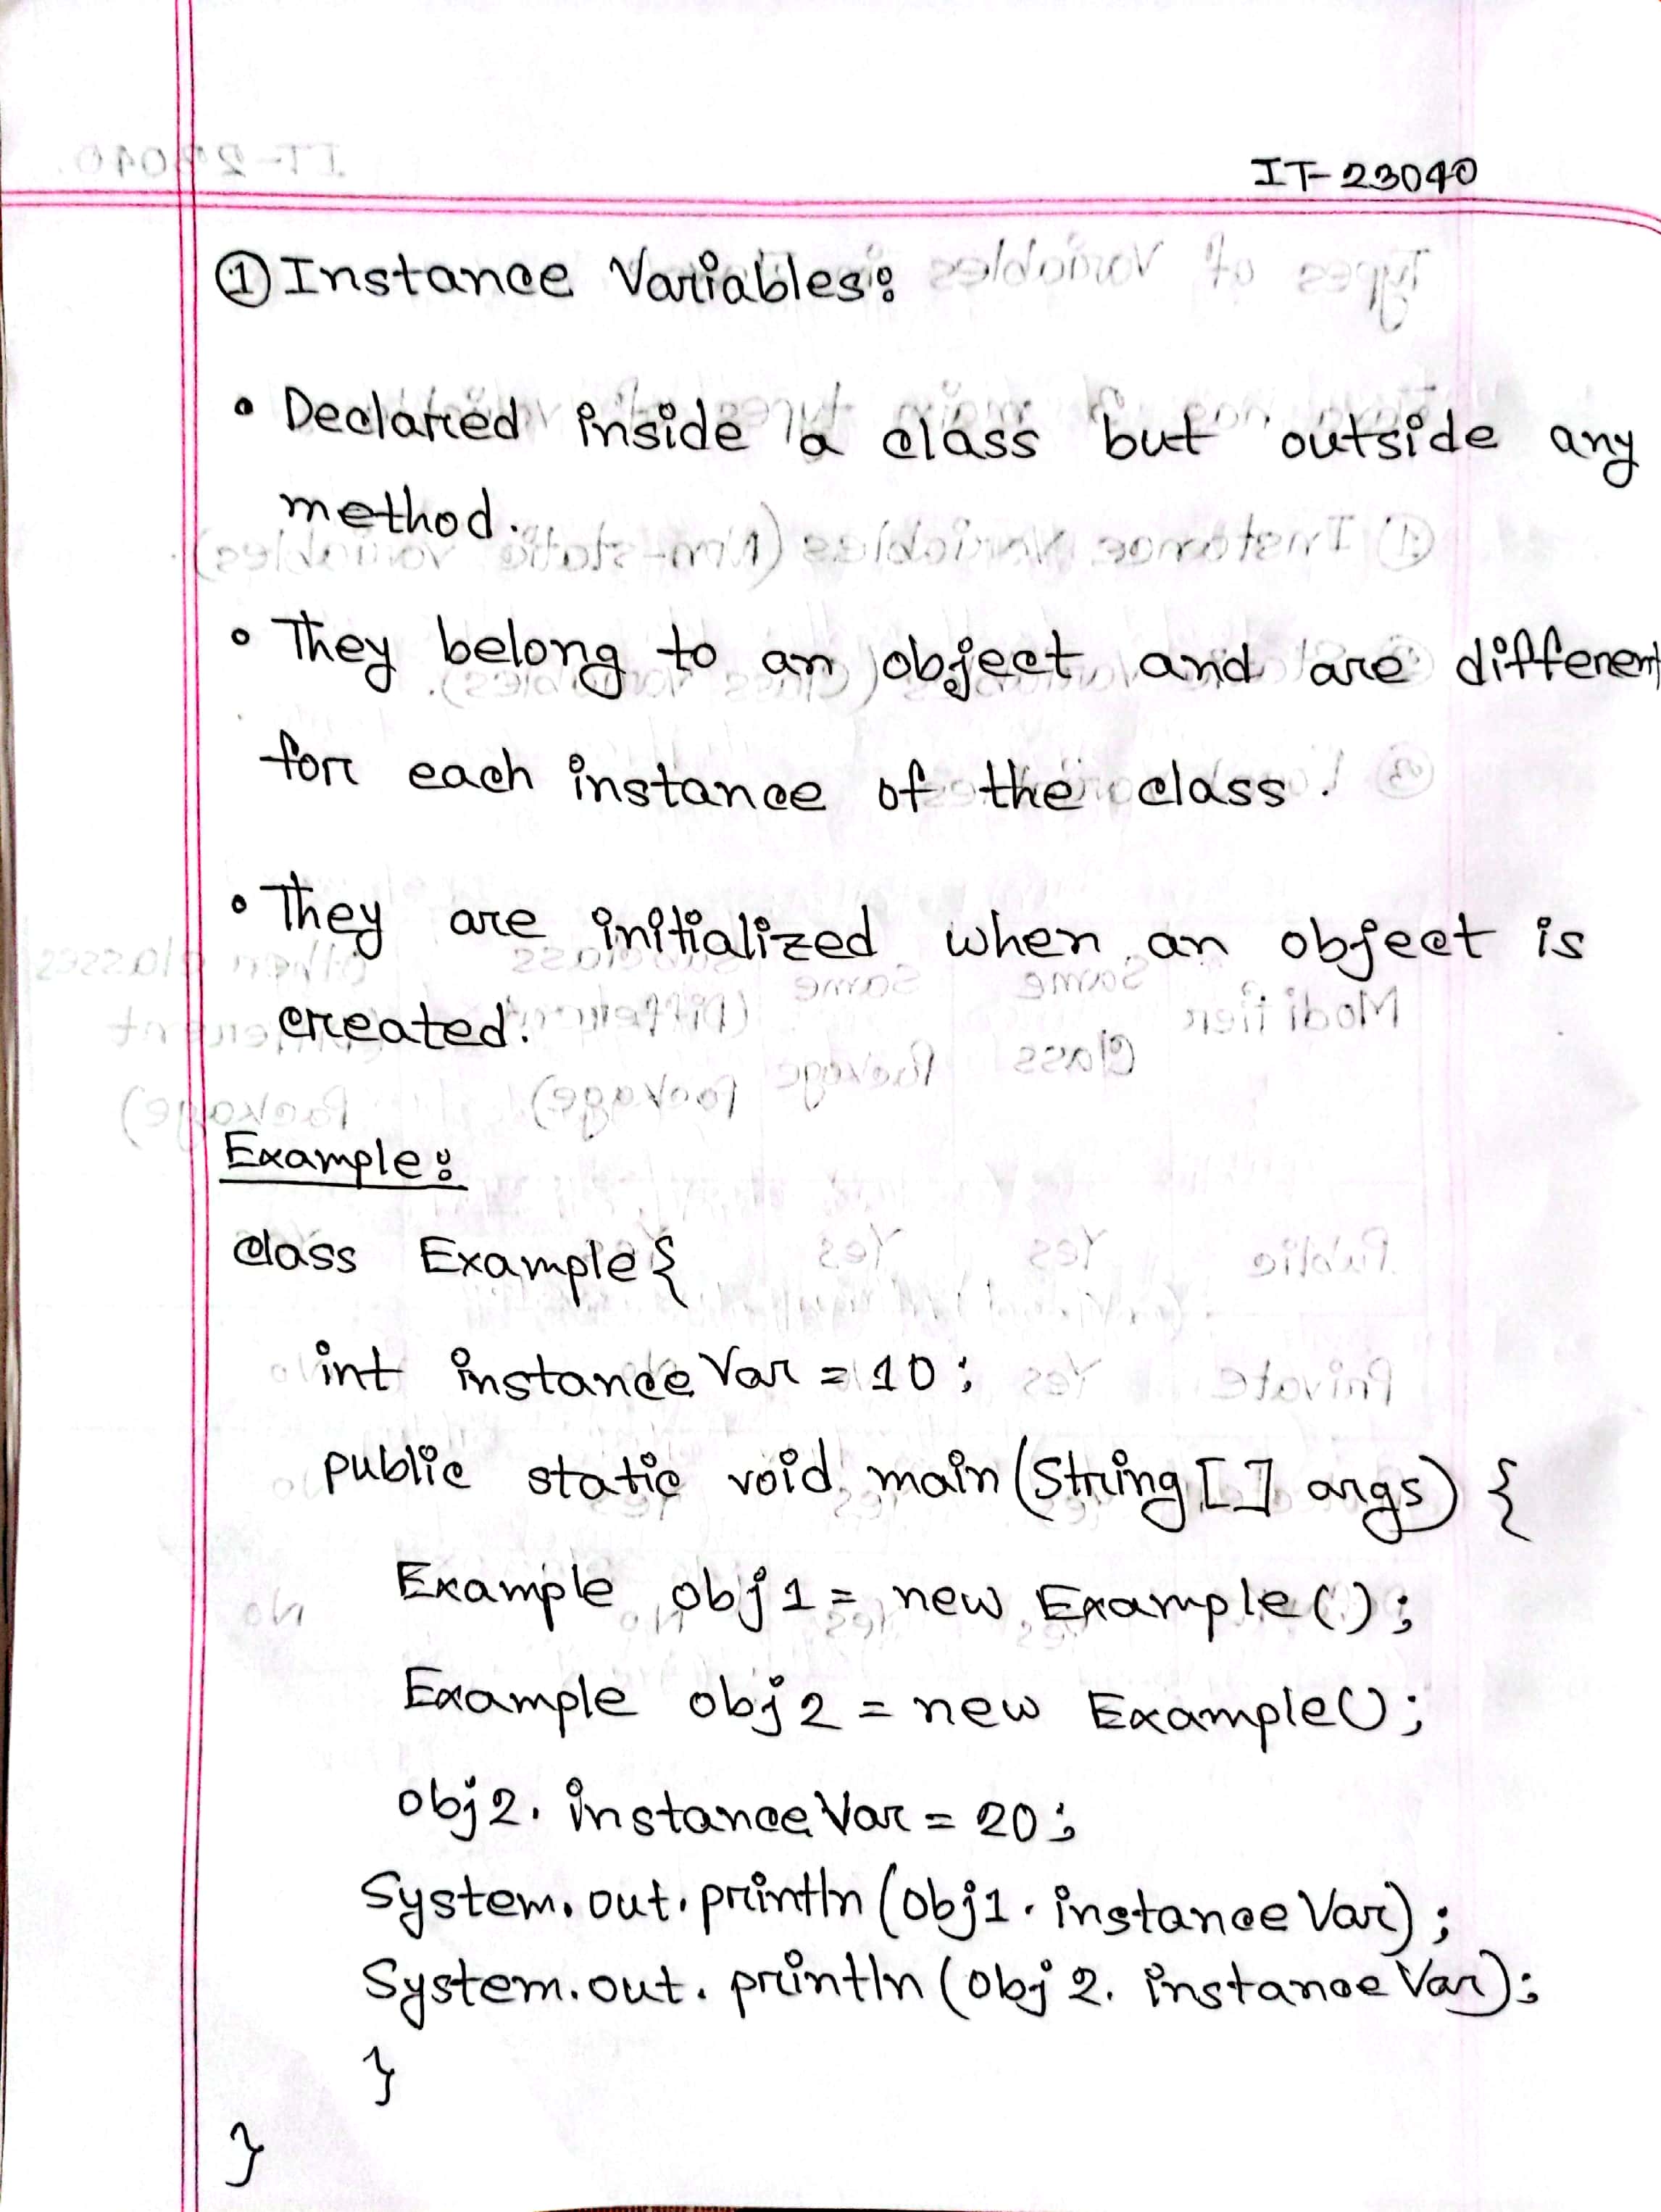 IT-23040
① Instance Variables:
• Declared inside a class but outside any
method.
• They belong to an object and are different
for each instance of the class.
• They are initialized when an object is
created.
Example:
class Example{
int instanceVar = 10;
public static void main(String[] args) {
Example obj1 = new Example();
Example obj2 = new Example();
obj2.instanceVar = 20;
System.out.println(obj1.instanceVar);
System.out.println(obj2.instanceVar);
}
}